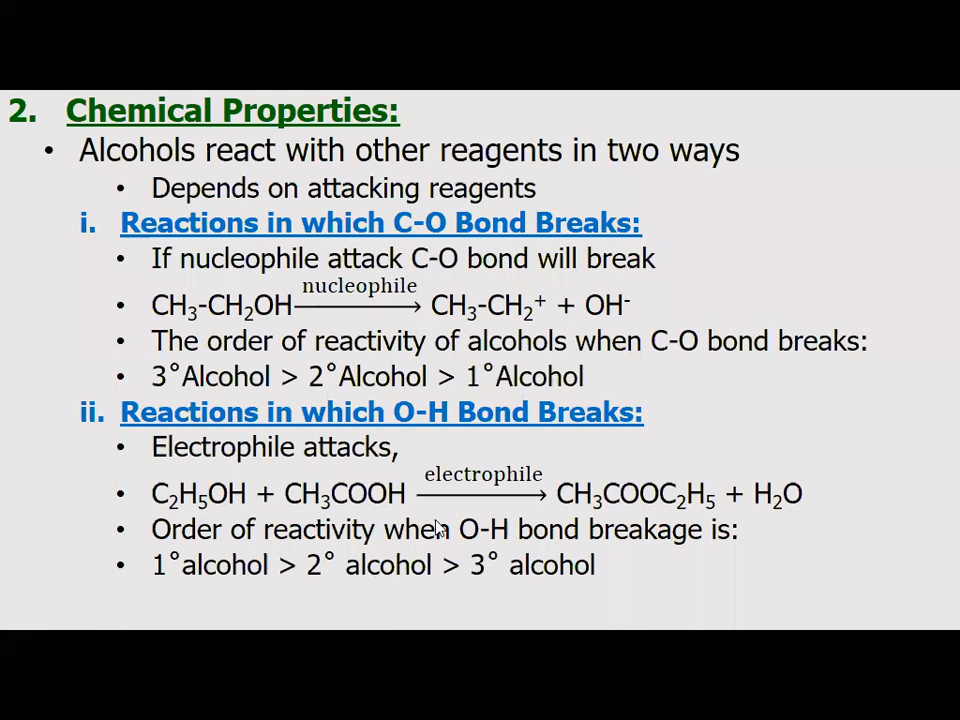 2. Chemical Properties:
• Alcohols react with other reagents in two ways
• Depends on attacking reagents
i. Reactions in which C-O Bond Breaks:
• If nucleophile attack C-O bond will break
• CH₃-CH₂OH —nucleophile→ CH₃-CH₂⁺ + OH⁻
• The order of reactivity of alcohols when C-O bond breaks:
• 3°Alcohol > 2°Alcohol > 1°Alcohol
ii. Reactions in which O-H Bond Breaks:
• Electrophile attacks,
• C₂H₅OH + CH₃COOH —electrophile→ CH₃COOC₂H₅ + H₂O
• Order of reactivity when O-H bond breakage is:
• 1°alcohol > 2° alcohol > 3° alcohol